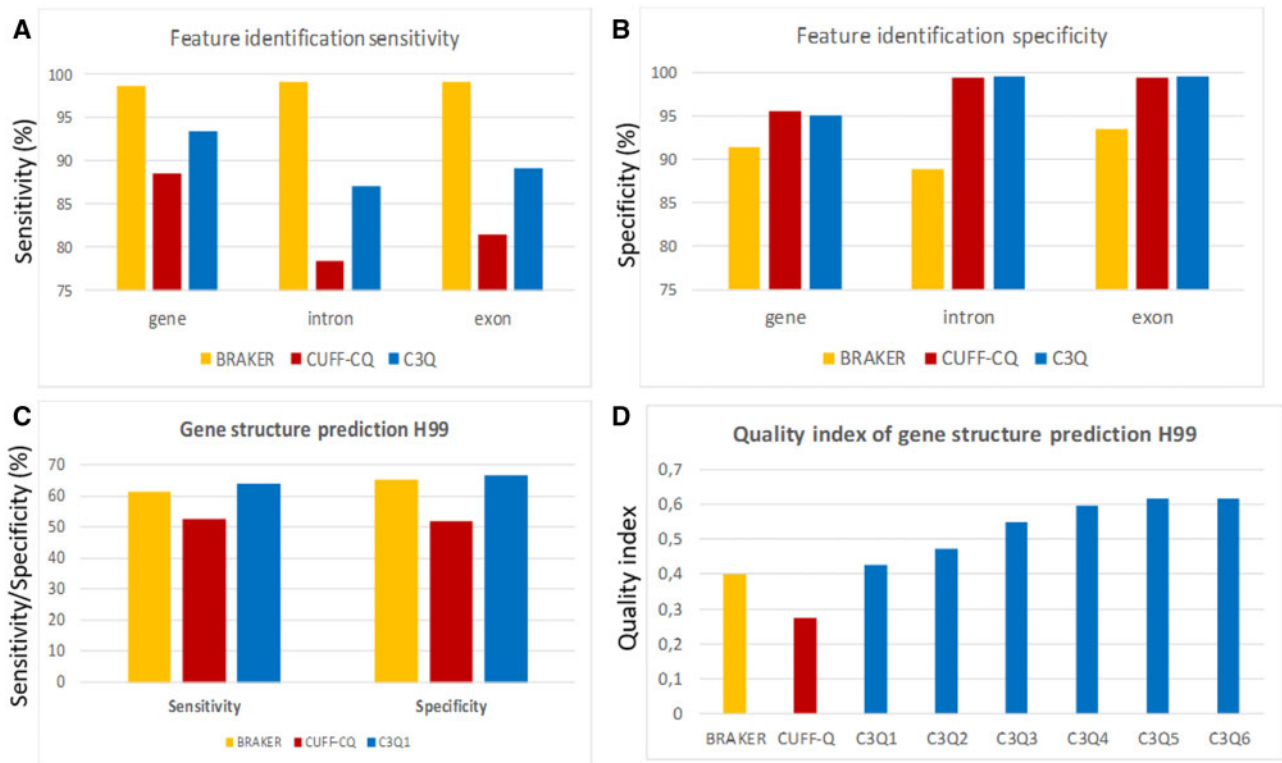 A
Feature identification sensitivity
Sensitivity (%)
100
95
90
85
80
75
gene intron exon
BRAKER CUFF-CQ C3Q
B
Feature identification specificity
Specificity (%)
100
95
90
85
80
75
gene intron exon
BRAKER CUFF-CQ C3Q
C
Gene structure prediction H99
Sensitivity/Specificity (%)
70
60
50
40
30
20
10
0
Sensitivity Specificity
BRAKER CUFF-CQ C3Q1
D
Quality index of gene structure prediction H99
Quality index
0,7
0,6
0,5
0,4
0,3
0,2
0,1
0
BRAKER CUFF-Q C3Q1 C3Q2 C3Q3 C3Q4 C3Q5 C3Q6